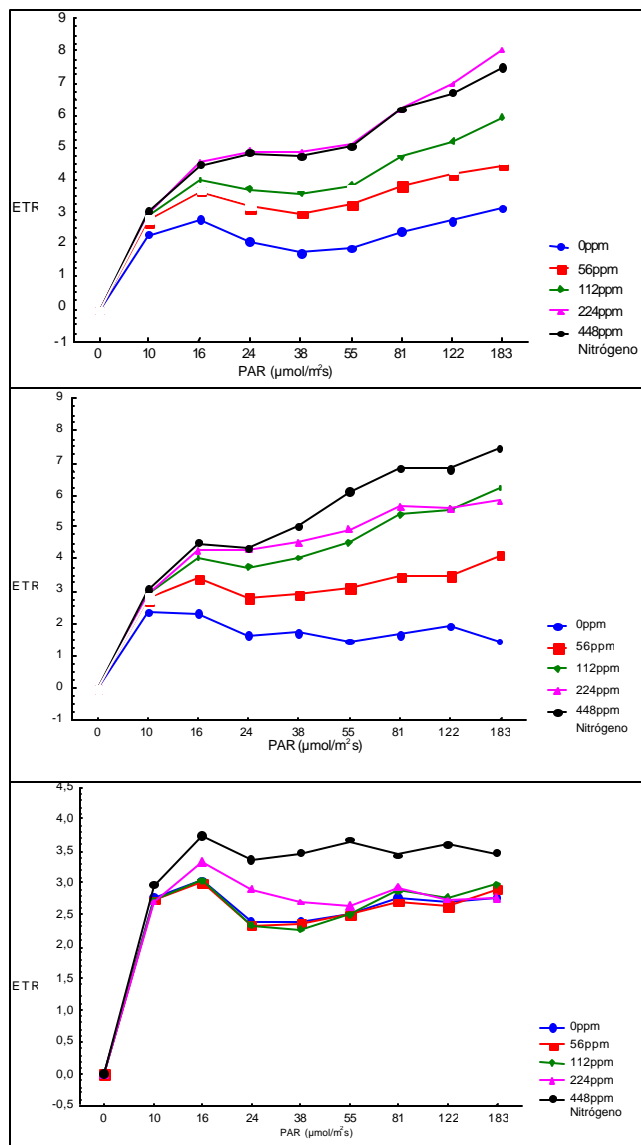 9
8
7
6
5
4
3
2
1
0
-1
ETR
0 10 16 24 38 55 81 122 183
PAR (µmol/m²s)
0ppm
56ppm
112ppm
224ppm
448ppm
Nitrógeno
9
8
7
6
5
4
3
2
1
0
-1
ETR
0 10 16 24 38 55 81 122 183
PAR (µmol/m²s)
0ppm
56ppm
112ppm
224ppm
448ppm
Nitrógeno
4,5
4,0
3,5
3,0
2,5
2,0
1,5
1,0
0,5
0,0
-0,5
ETR
0 10 16 24 38 55 81 122 183
PAR (µmol/m²s)
0ppm
56ppm
112ppm
224ppm
448ppm
Nitrógeno